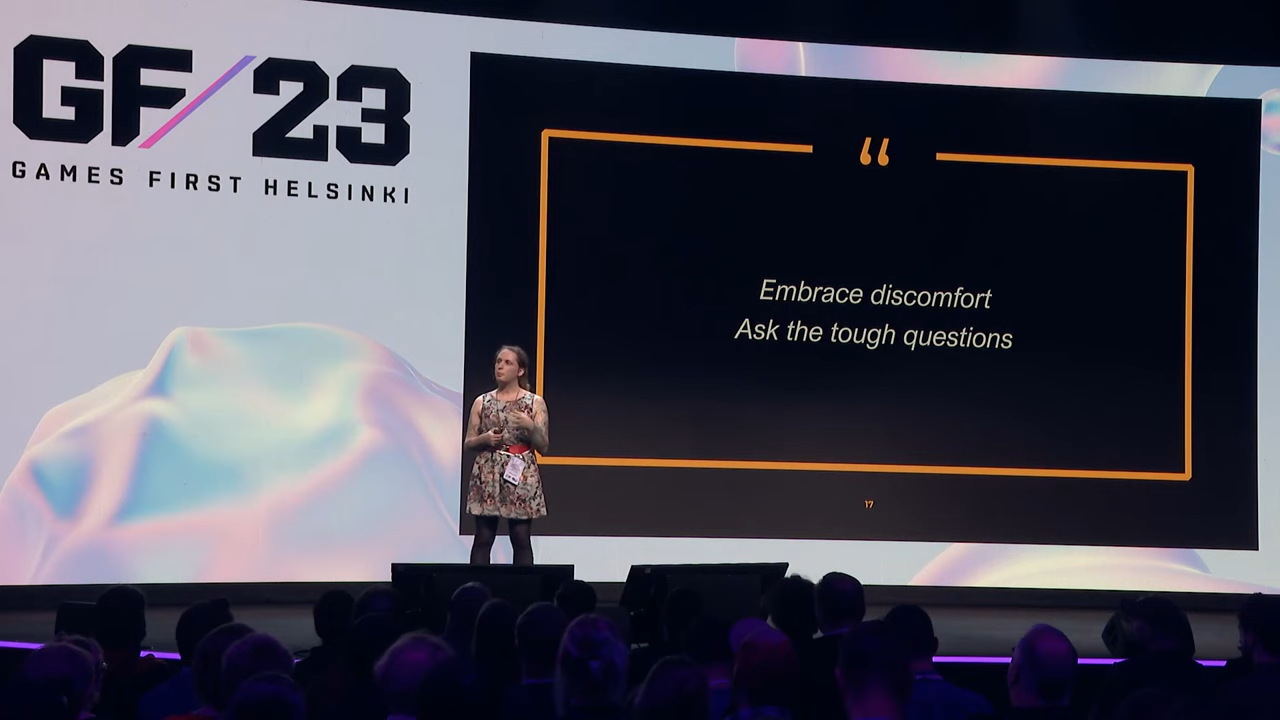 GF/23
GAMES FIRST HELSINKI
“
Embrace discomfort
Ask the tough questions
17